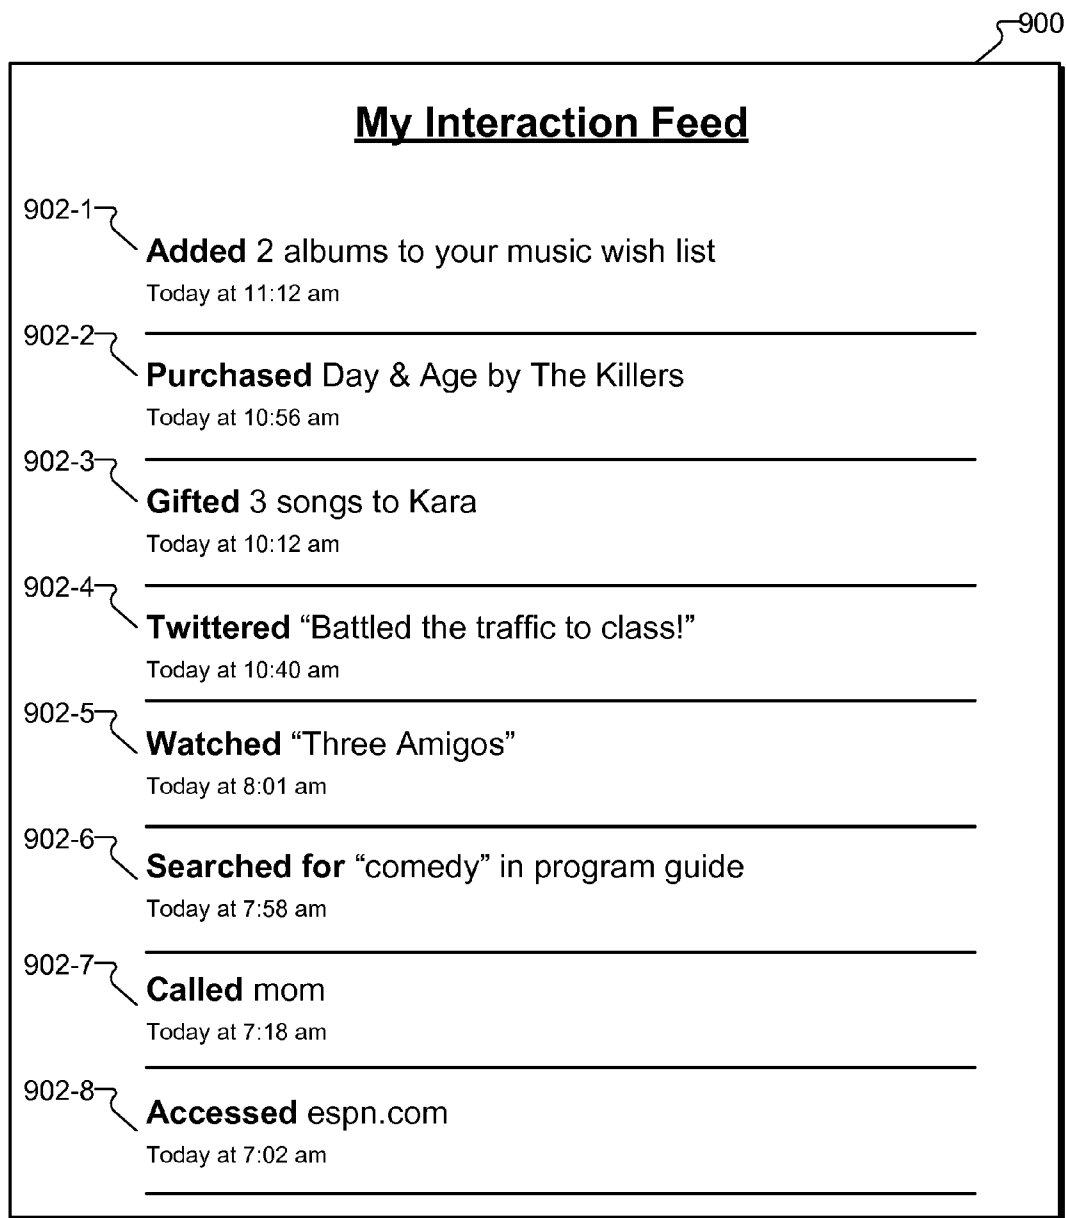 900
My Interaction Feed
902-1
Added 2 albums to your music wish list
Today at 11:12 am
902-2
Purchased Day & Age by The Killers
Today at 10:56 am
902-3
Gifted 3 songs to Kara
Today at 10:12 am
902-4
Twittered “Battled the traffic to class!”
Today at 10:40 am
902-5
Watched “Three Amigos”
Today at 8:01 am
902-6
Searched for “comedy” in program guide
Today at 7:58 am
902-7
Called mom
Today at 7:18 am
902-8
Accessed espn.com
Today at 7:02 am